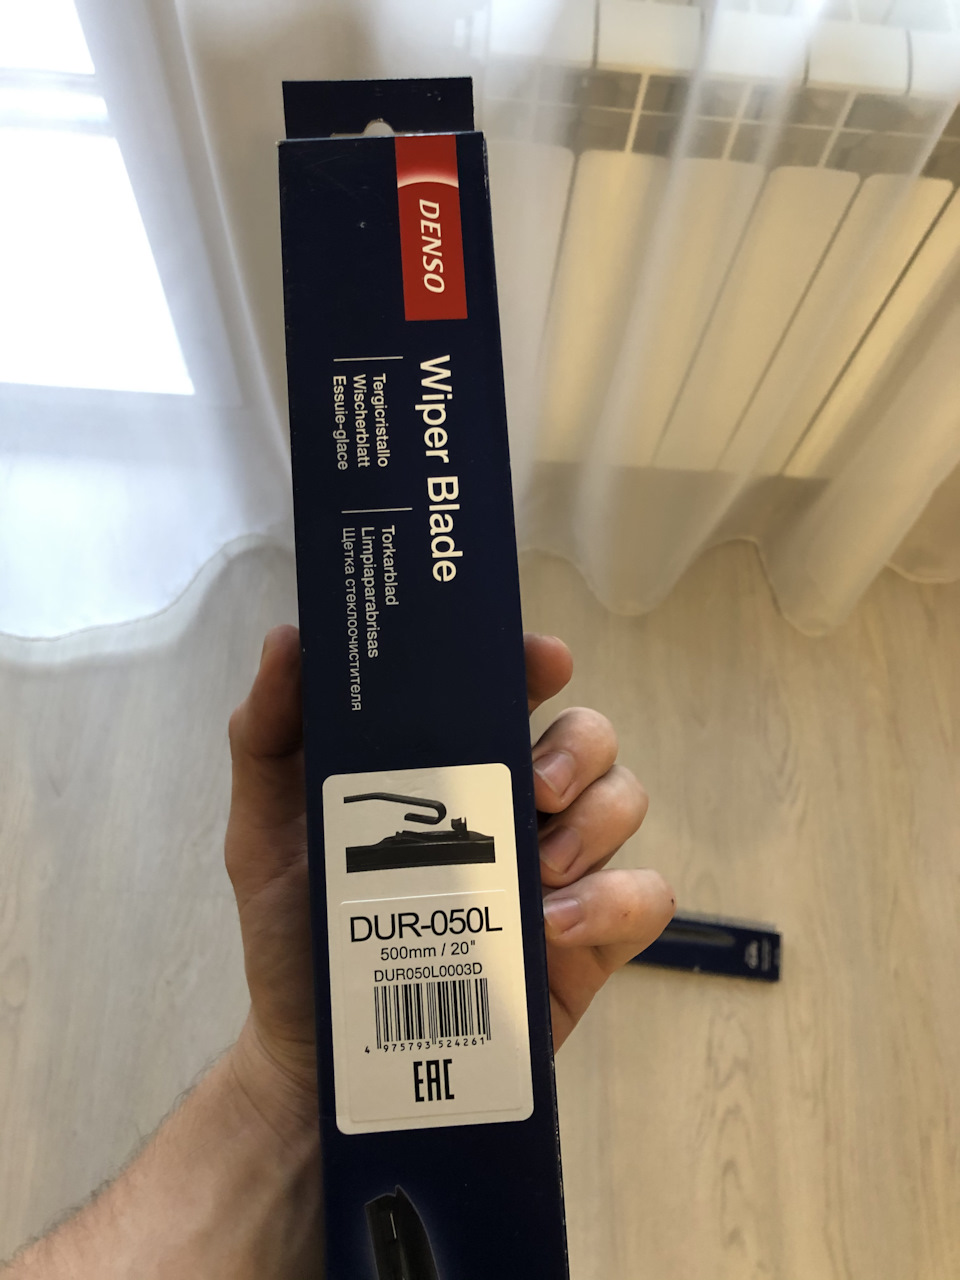 DENSO
Wiper Blade
Tergicristallo
Wischerblatt
Essuie-glace
Torkarblad
Limpiaparabrisas
Щетка стеклоочистителя
DUR-050L
500mm / 20"
DUR050L0003D
4 975793 524261
EAC